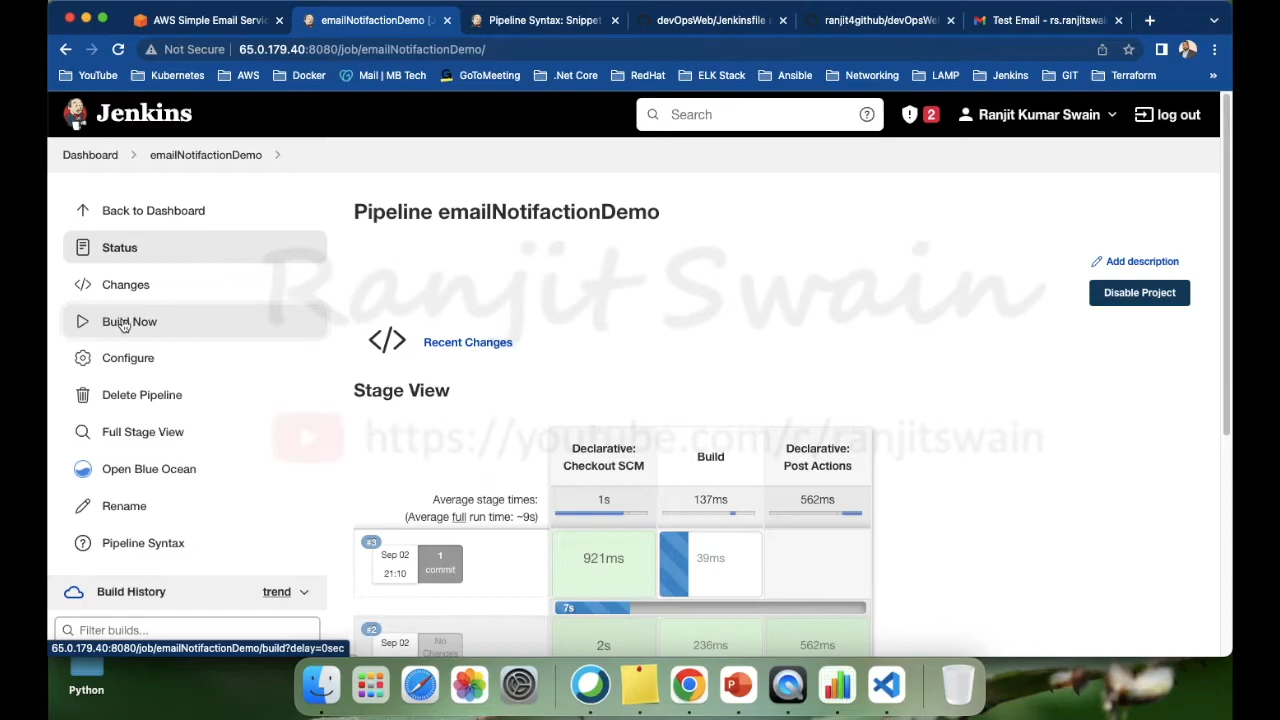 AWS Simple Email Servic
emailNotifactionDemo [J
Pipeline Syntax: Snippet
devOpsWeb/Jenkinsfile
ranjit4github/devOpsWe
Test Email - rs.ranjitswai
Not Secure 65.0.179.40:8080/job/emailNotifactionDemo/
YouTube Kubernetes AWS Docker Mail | MB Tech GoToMeeting .Net Core RedHat ELK Stack Ansible Networking LAMP Jenkins GIT Terraform »
Jenkins
Search
2
Ranjit Kumar Swain
log out
Dashboard emailNotifactionDemo
Back to Dashboard
Status
Changes
Build Now
Configure
Delete Pipeline
Full Stage View
Open Blue Ocean
Rename
Pipeline Syntax
Build History trend
Filter builds...
65.0.179.40:8080/job/emailNotifactionDemo/build?delay=0sec
Pipeline emailNotifactionDemo
Add description
Disable Project
Ranjit Swain
Recent Changes
Stage View
https://youtube.com/c/ranjitswain
Declarative:
Checkout SCM
Build
Declarative:
Post Actions
Average stage times:
(Average full run time: ~9s)
1s
137ms
562ms
#3
Sep 02
21:10
1
commit
921ms
39ms
7s
#2
Sep 02
No
Changes
2s
236ms
562ms
Python